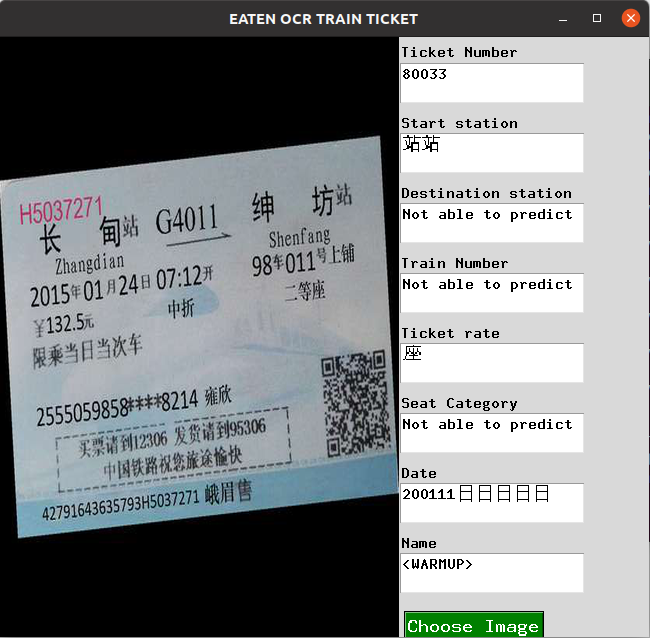 EATEN OCR TRAIN TICKET
H5037271
长 甸站 G4011 绅 坊站
Zhangdian Shenfang
2015年01月24日 07:12开 98车011号上铺
¥132.5元 中折 二等座
限乘当日当次车
2555059858****8214 雍欣
买票请到12306 发货请到95306
中国铁路祝您旅途愉快
42791643635793H5037271 峨眉售
Ticket Number
80033
Start station
站站
Destination station
Not able to predict
Train Number
Not able to predict
Ticket rate
座
Seat Category
Not able to predict
Date
200111日日日日日
Name
<WARMUP>
Choose Image